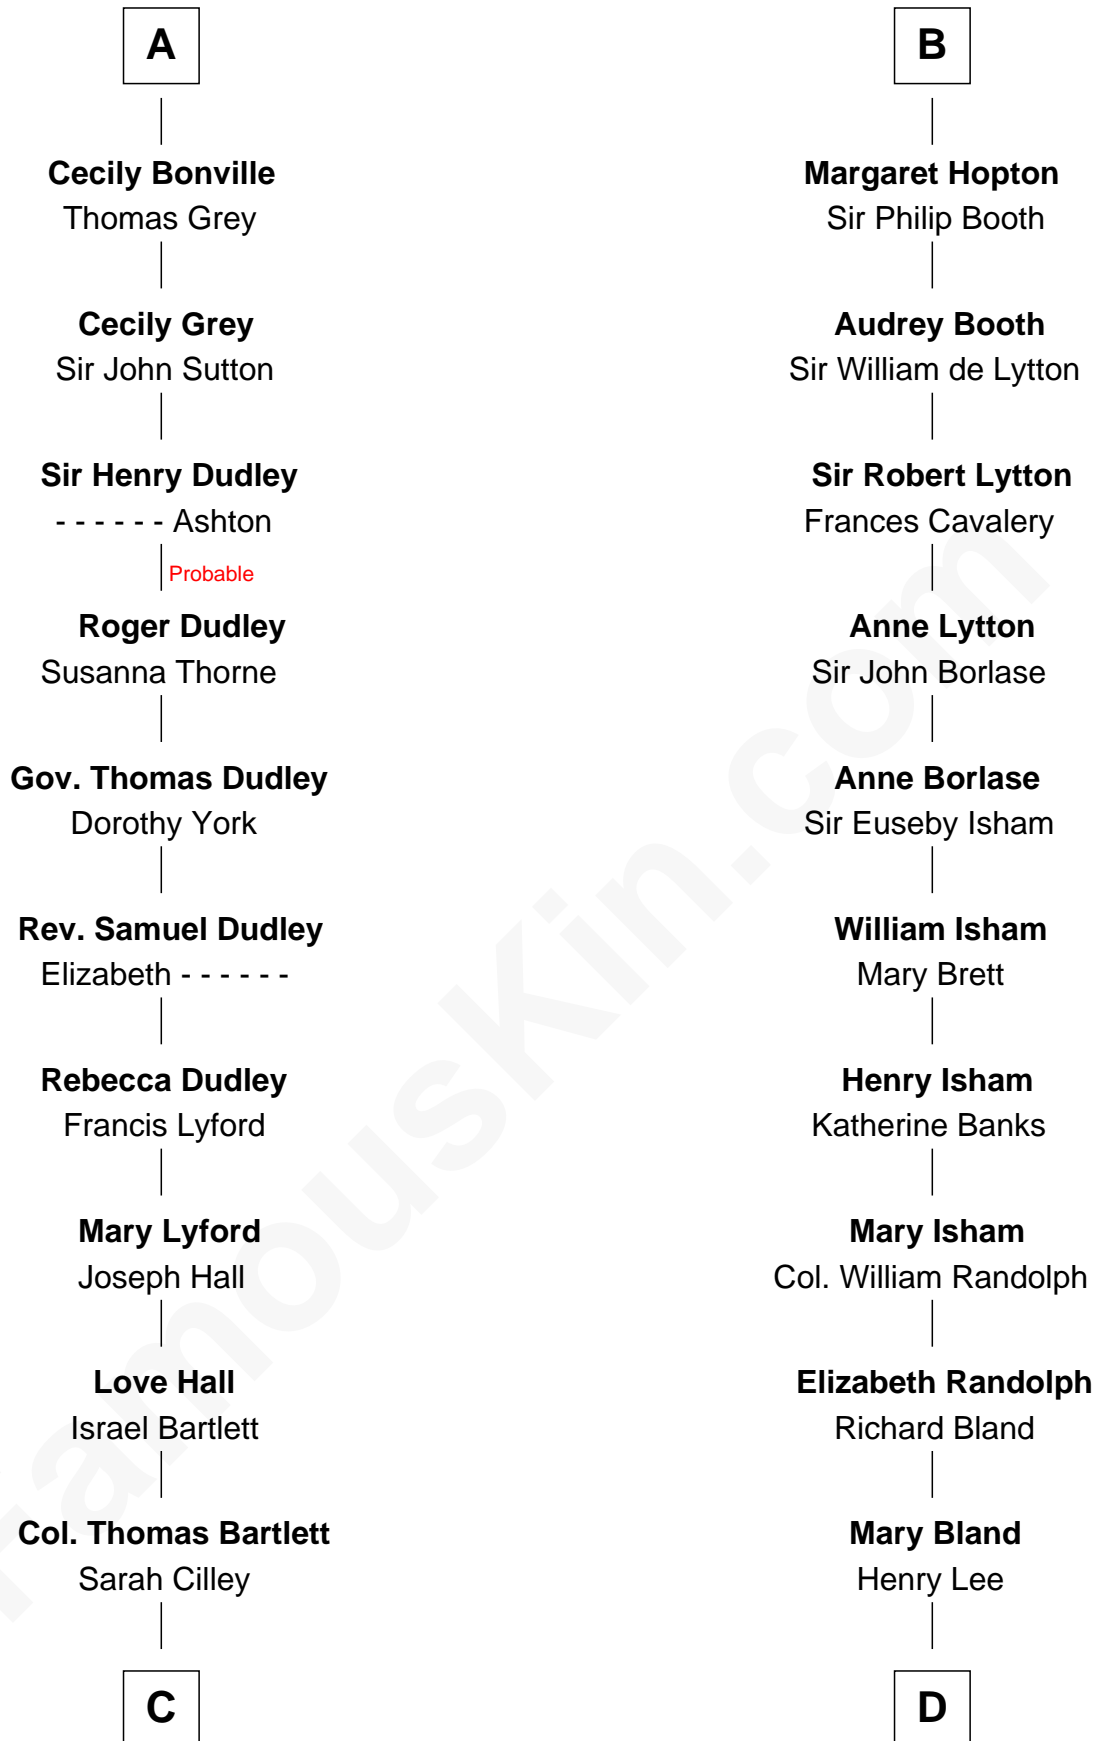 A
Cecily Bonville
Thomas Grey
Cecily Grey
Sir John Sutton
Sir Henry Dudley
- - - - - - Ashton
Probable
Roger Dudley
Susanna Thorne
Gov. Thomas Dudley
Dorothy York
Rev. Samuel Dudley
Elizabeth - - - - - -
Rebecca Dudley
Francis Lyford
Mary Lyford
Joseph Hall
Love Hall
Israel Bartlett
Col. Thomas Bartlett
Sarah Cilley
C
B
Margaret Hopton
Sir Philip Booth
Audrey Booth
Sir William de Lytton
Sir Robert Lytton
Frances Cavalery
Anne Lytton
Sir John Borlase
Anne Borlase
Sir Euseby Isham
William Isham
Mary Brett
Henry Isham
Katherine Banks
Mary Isham
Col. William Randolph
Elizabeth Randolph
Richard Bland
Mary Bland
Henry Lee
D
FamousKin.com